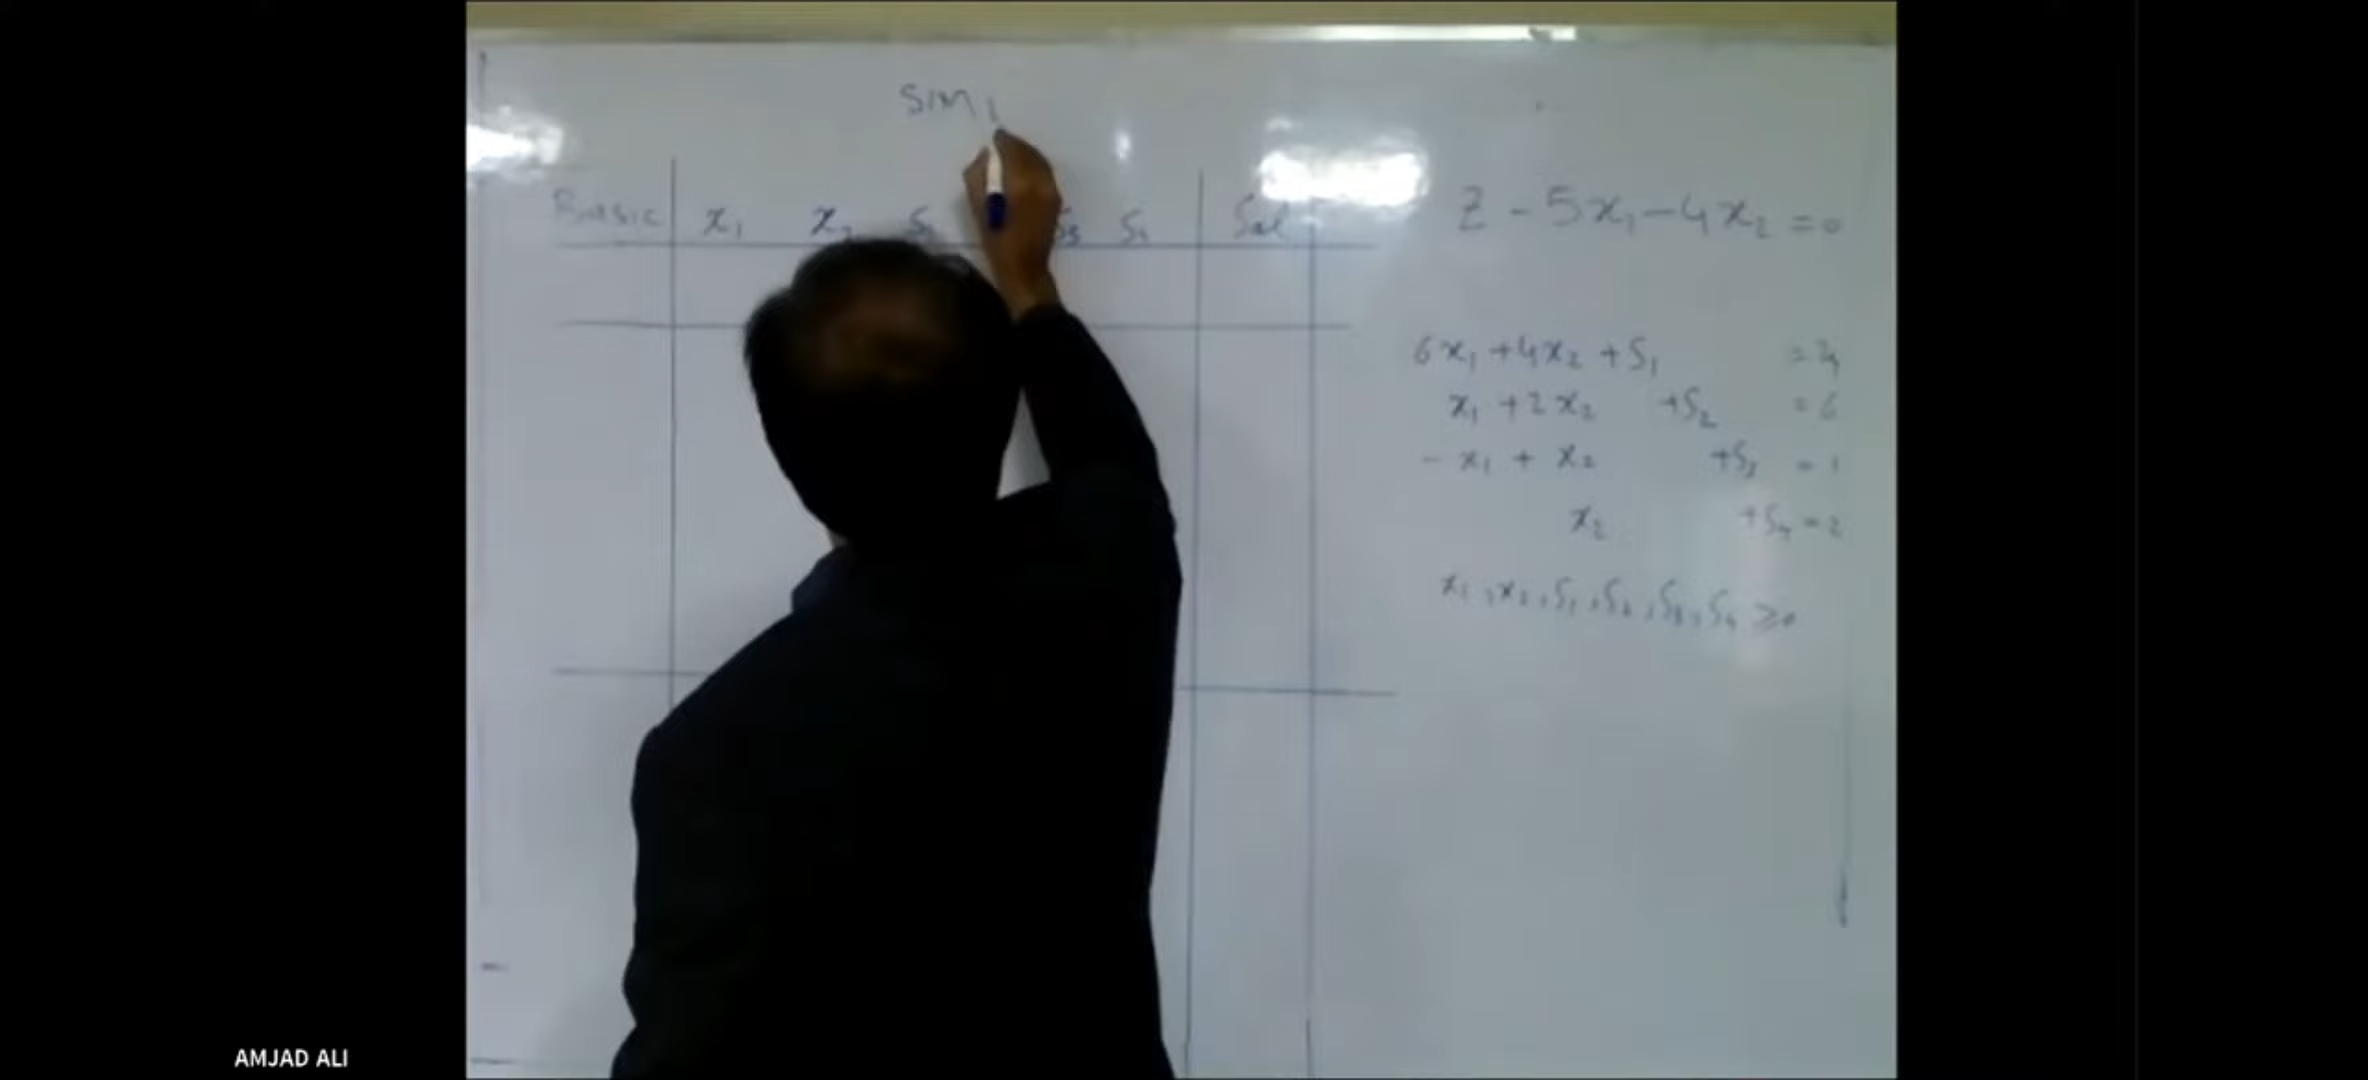 Sim
Basic x₁ x₂ S₁ S₃ S₄ Sol
Z - 5x₁ - 4x₂ = 0
6x₁ + 4x₂ + S₁ = 24
x₁ + 2x₂ + S₂ = 6
- x₁ + x₂ + S₃ = 1
x₂ + S₄ = 2
x₁, x₂, S₁, S₂, S₃, S₄ ≥ 0
AMJAD ALI